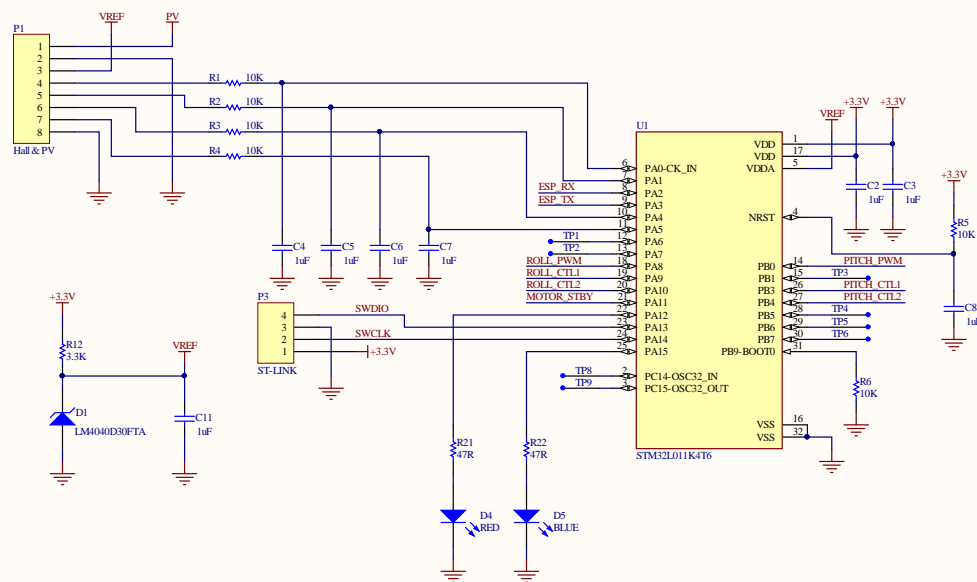 P1
VREF
PV
1
2
3
4
5
6
7
8
Hall & PV
R1 10K
R2 10K
R3 10K
R4 10K
C4
1uF
C5
1uF
C6
1uF
C7
1uF
U1
6 PA0-CK_IN
7 PA1
ESP_RX 8 PA2
ESP_TX 9 PA3
10 PA4
11 PA5
TP1 12 PA6
TP2 13 PA7
ROLL_PWM 18 PA8
ROLL_CTL1 19 PA9
ROLL_CTL2 20 PA10
MOTOR_STBY 21 PA11
22 PA12
23 PA13
24 PA14
25 PA15
TP8 2 PC14-OSC32_IN
TP9 3 PC15-OSC32_OUT
VDD 1
VDD 17
VDDA 5
NRST 4
PB0 14 PITCH_PWM
PB1 15 TP3
PB3 26 PITCH_CTL1
PB4 27 PITCH_CTL2
PB5 28 TP4
PB6 29 TP5
PB7 30 TP6
PB9-BOOT0 31
VSS 16
VSS 32
STM32L011K4T6
VREF
+3.3V
+3.3V
C2
1uF
C3
1uF
+3.3V
R5
10K
C8
R6
10K
P3
4 SWDIO
3
2 SWCLK
1 +3.3V
ST-LINK
+3.3V
R12
3.3K
VREF
D1
LM4040D30FTA
C11
1uF
R21
47R
R22
47R
D4
RED
D5
BLUE